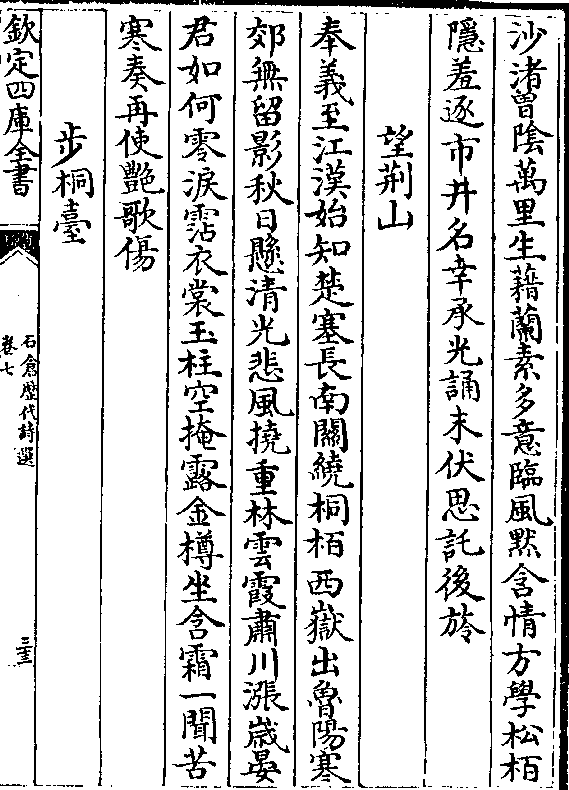 沙渚曽陰萬里生藉蘭素多意臨風黙含情方學松栢
隱羞逐市井名幸承光誦末伏思託後旍
望荆山
奉義至江漢始知楚塞長南關繞桐栢西嶽出魯陽寒
郊無留影秋日懸清光悲風撓重林雲霞肅川漲嵗晏
君如何零淚霑衣裳玉柱空掩露金樽坐含霜一聞苦
寒奏再使艷歌傷
步桐臺
欽定四庫全書
石倉歴代詩選
卷七
三十三